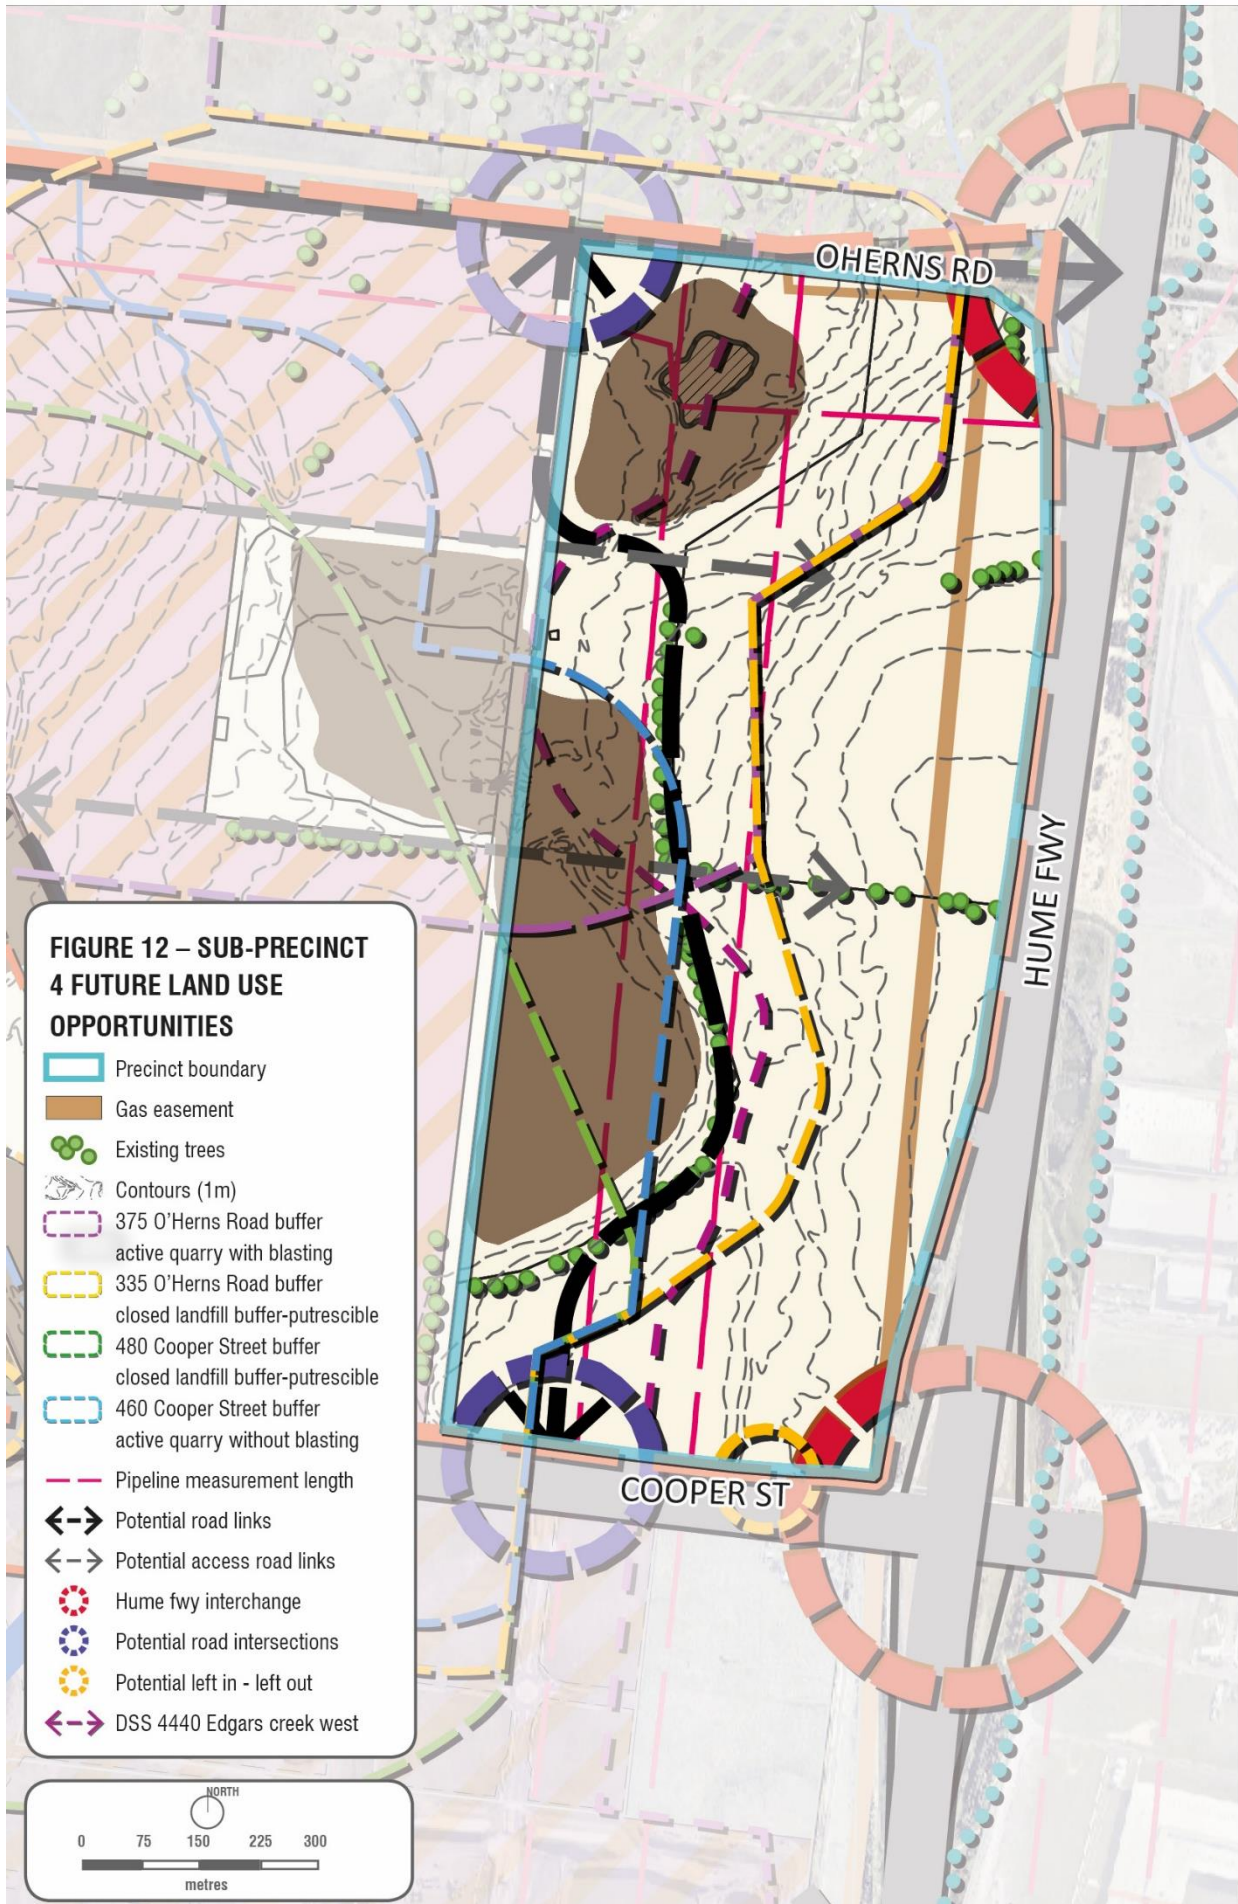 OHERNS RD
HUME FWY
COOPER ST
FIGURE 12 – SUB-PRECINCT
4 FUTURE LAND USE
OPPORTUNITIES
Precinct boundary
Gas easement
Existing trees
Contours (1m)
375 O'Herns Road buffer
active quarry with blasting
335 O'Herns Road buffer
closed landfill buffer-putrescible
480 Cooper Street buffer
closed landfill buffer-putrescible
460 Cooper Street buffer
active quarry without blasting
Pipeline measurement length
Potential road links
Potential access road links
Hume fwy interchange
Potential road intersections
Potential left in - left out
DSS 4440 Edgars creek west
NORTH
0 75 150 225 300
metres